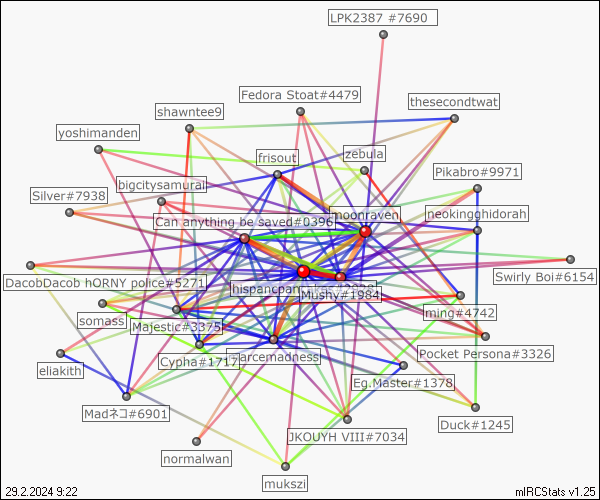 LPK2387 #7690
Fedora Stoat#4479
thesecondtwat
shawntee9
yoshimanden
frisout
zebula
Pikabro#9971
bigcitysamurai
Silver#7938
moonraven
neokingghidorah
Can anything be saved#0396
DacobDacob hORNY police#5271
Swirly Boi#6154
hispanicpan
Mushy#1984
somass
Majestic#3375
ming#4742
Cypha#1717
arcemadness
Pocket Persona#3326
eliakith
Eg.Master#1378
Madネコ#6901
Duck#1245
JKOUYH VIII#7034
normalwan
mukszi
29.2.2024 9:22
mIRCStats v1.25